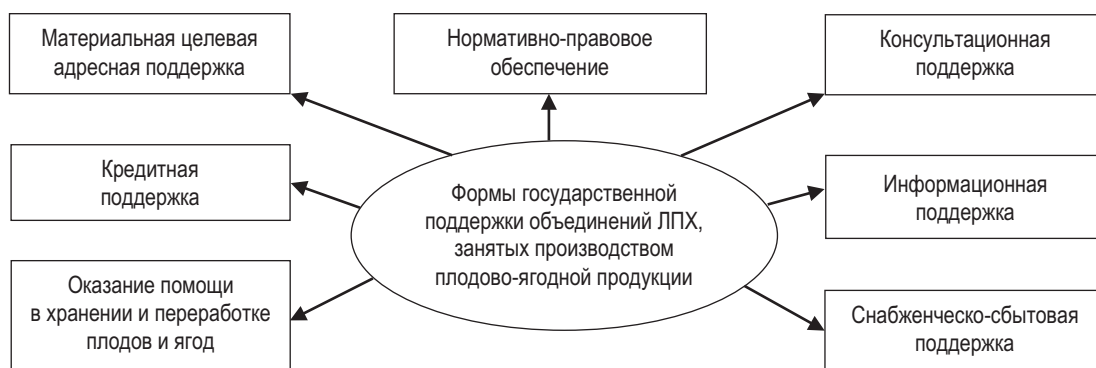 Материальная целевая
адресная поддержка
Нормативно-правовое
обеспечение
Консультационная
поддержка
Кредитная
поддержка
Формы государственной
поддержки объединений ЛПХ,
занятых производством
плодово-ягодной продукции
Информационная
поддержка
Оказание помощи
в хранении и переработке
плодов и ягод
Снабженческо-сбытовая
поддержка